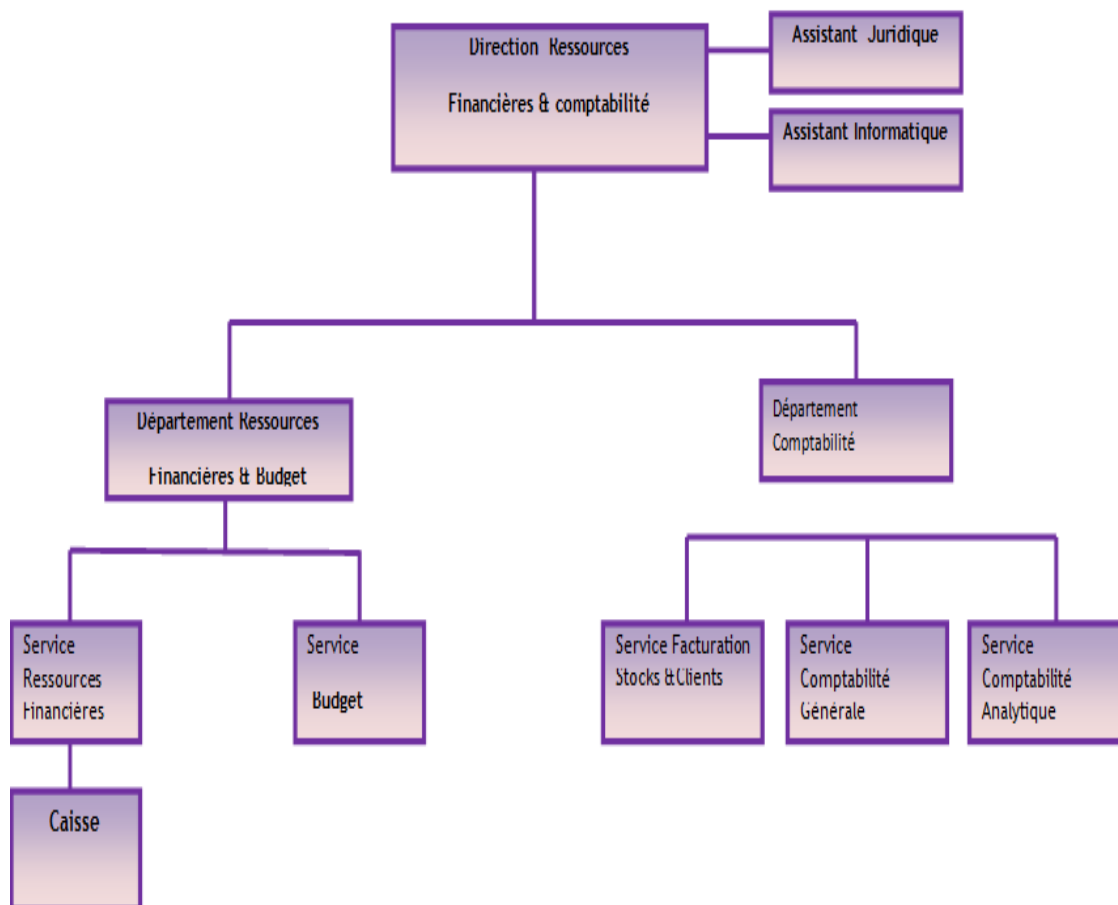 Direction Ressources
Financières & comptabilité
Assistant Juridique
Assistant Informatique
Département Ressources
Financières & Budget
Département
Comptabilité
Service
Ressources
Financières
Service
Budget
Service Facturation
Stocks & Clients
Service
Comptabilité
Générale
Service
Comptabilité
Analytique
Caisse